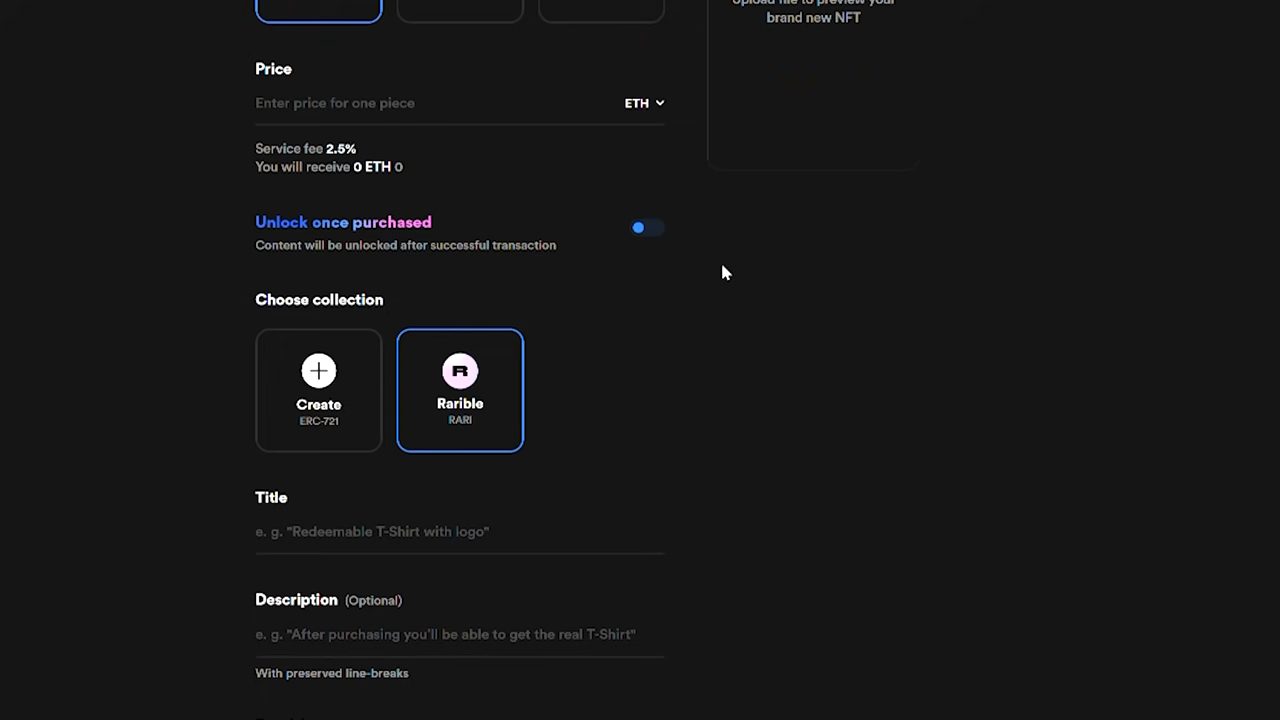 Upload file to preview your
brand new NFT
Price
Enter price for one piece
ETH
Service fee 2.5%
You will receive 0 ETH 0
Unlock once purchased
Content will be unlocked after successful transaction
Choose collection
Create
ERC-721
R
Rarible
RARI
Title
e. g. "Redeemable T-Shirt with logo"
Description (Optional)
e. g. "After purchasing you'll be able to get the real T-Shirt"
With preserved line-breaks